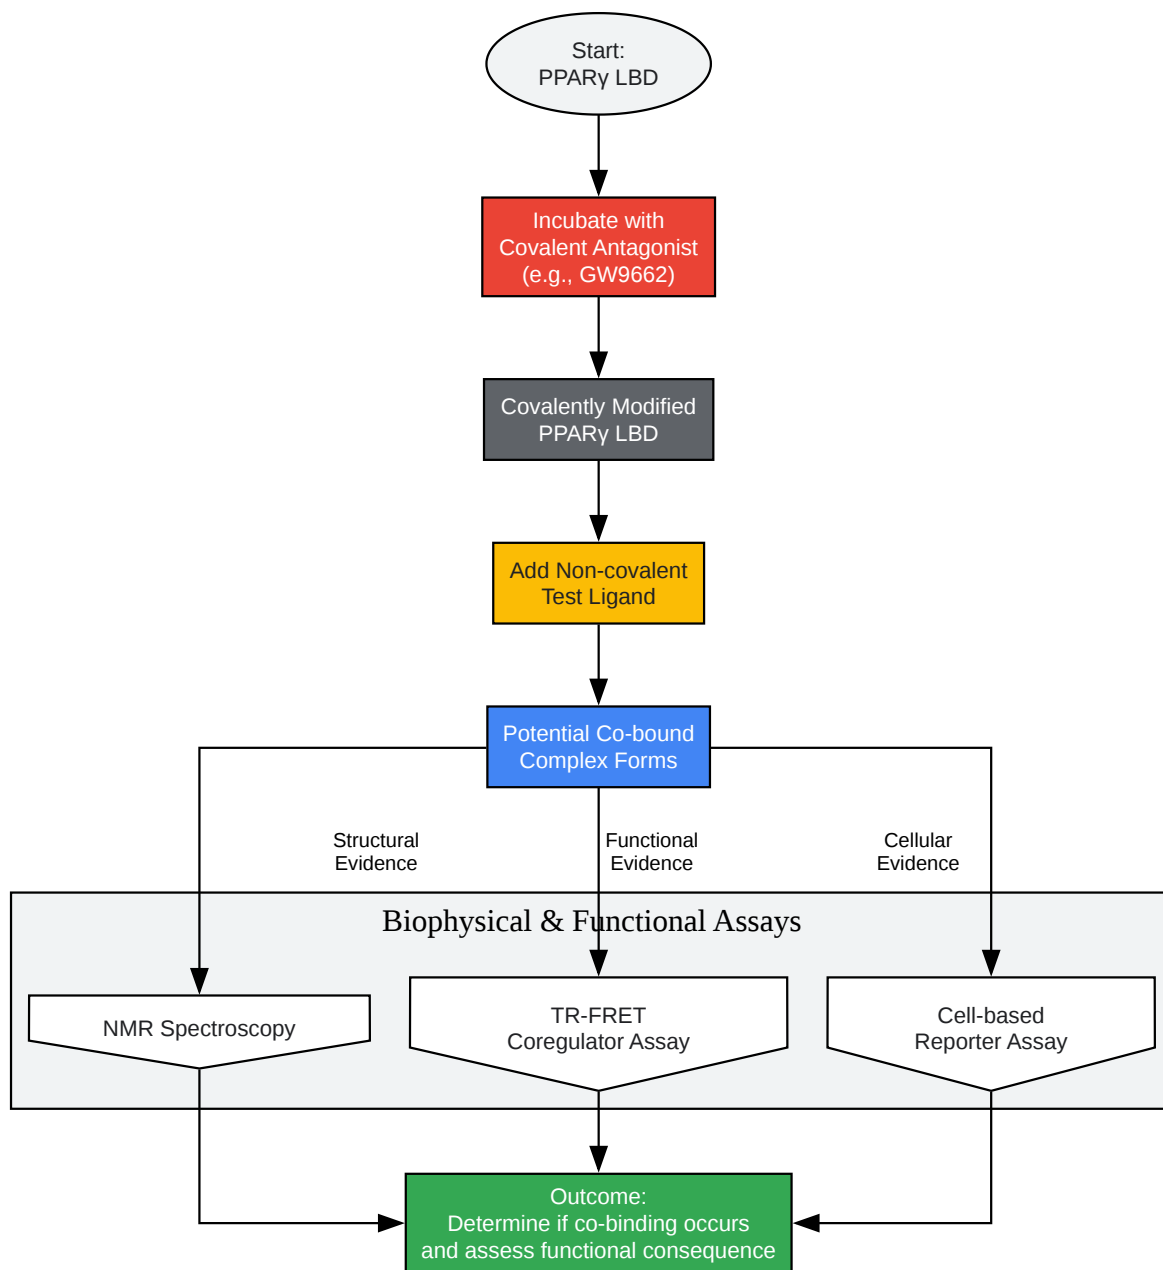 Start:
PPARγ LBD
Incubate with
Covalent Antagonist
(e.g., GW9662)
Covalently Modified
PPARγ LBD
Add Non-covalent
Test Ligand
Potential Co-bound
Complex Forms
Structural
Evidence
Functional
Evidence
Cellular
Evidence
Biophysical & Functional Assays
NMR Spectroscopy
TR-FRET
Coregulator Assay
Cell-based
Reporter Assay
Outcome:
Determine if co-binding occurs
and assess functional consequence